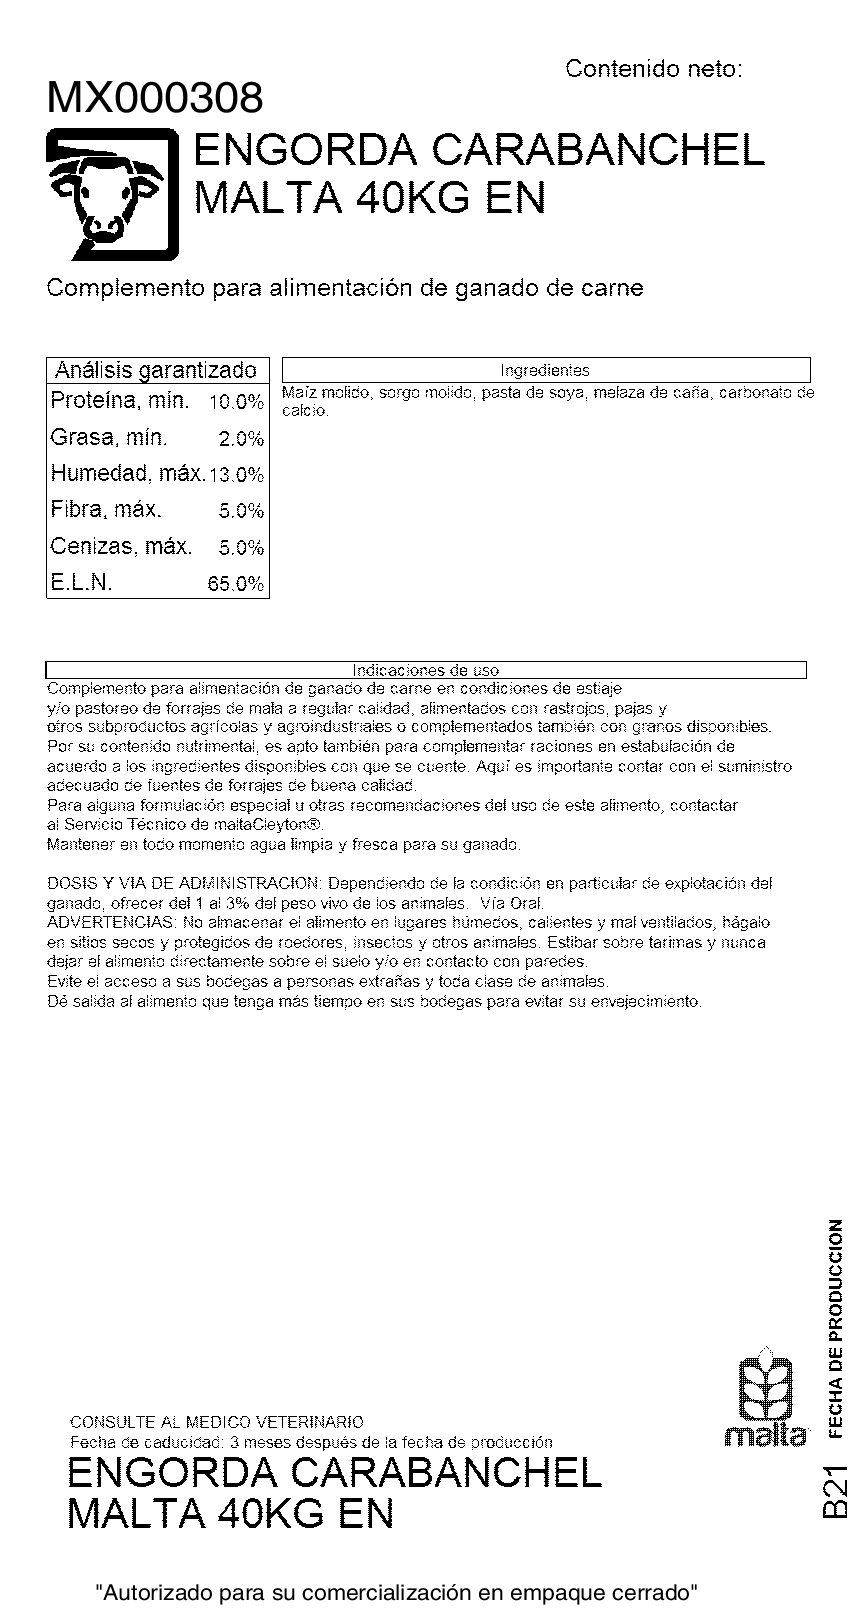 Contenido neto:
MX000308
ENGORDA CARABANCHEL
MALTA 40KG EN
Complemento para alimentación de ganado de carne
Análisis garantizado
Proteína, mín. 10.0%
Grasa, mín. 2.0%
Humedad, máx. 13.0%
Fibra, máx. 5.0%
Cenizas, máx. 5.0%
E.L.N. 65.0%
Ingredientes
Maíz molido, sorgo molido, pasta de soya, melaza de caña, carbonato de
calcio.
Indicaciones de uso
Complemento para alimentación de ganado de carne en condiciones de estiaje
y/o pastoreo de forrajes de mala a regular calidad, alimentados con rastrojos, pajas y
otros subproductos agrícolas y agroindustriales o complementados también con granos disponibles.
Por su contenido nutrimental, es apto también para complementar raciones en estabulación de
acuerdo a los ingredientes disponibles con que se cuente. Aquí es importante contar con el suministro
adecuado de fuentes de forrajes de buena calidad.
Para alguna formulación especial u otras recomendaciones del uso de este alimento, contactar
al Servicio Técnico de maltaCleyton®.
Mantener en todo momento agua limpia y fresca para su ganado.
DOSIS Y VIA DE ADMINISTRACION: Dependiendo de la condición en particular de explotación del
ganado, ofrecer del 1 al 3% del peso vivo de los animales. Vía Oral.
ADVERTENCIAS: No almacenar el alimento en lugares húmedos, calientes y mal ventilados, hágalo
en sitios secos y protegidos de roedores, insectos y otros animales. Estibar sobre tarimas y nunca
dejar el alimento directamente sobre el suelo y/o en contacto con paredes.
Evite el acceso a sus bodegas a personas extrañas y toda clase de animales.
Dé salida al alimento que tenga más tiempo en sus bodegas para evitar su envejecimiento.
FECHA DE PRODUCCION
malta
B21
CONSULTE AL MEDICO VETERINARIO
Fecha de caducidad: 3 meses después de la fecha de producción
ENGORDA CARABANCHEL
MALTA 40KG EN
"Autorizado para su comercialización en empaque cerrado"